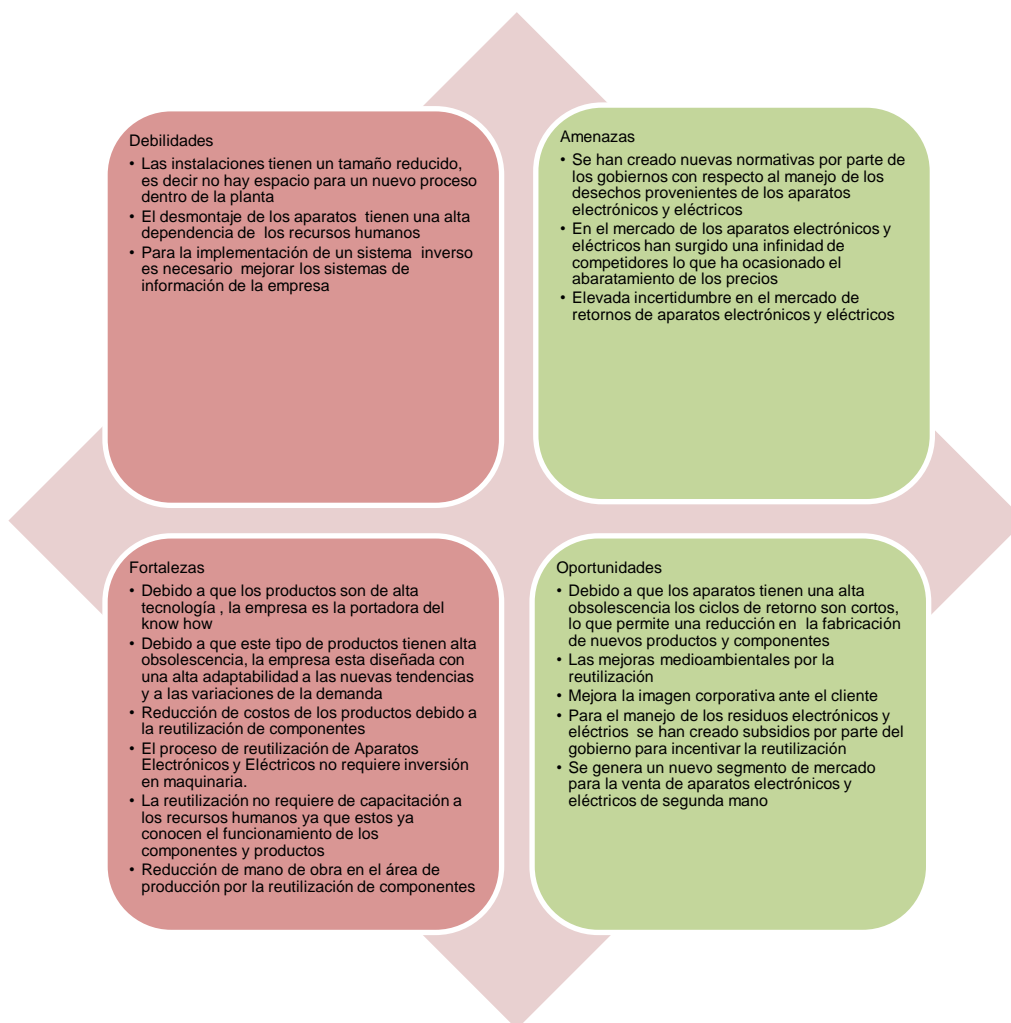 Debilidades
• Las instalaciones tienen un tamaño reducido,
es decir no hay espacio para un nuevo proceso
dentro de la planta
• El desmontaje de los aparatos tienen una alta
dependencia de los recursos humanos
• Para la implementación de un sistema inverso
es necesario mejorar los sistemas de
información de la empresa
Amenazas
• Se han creado nuevas normativas por parte de
los gobiernos con respecto al manejo de los
desechos provenientes de los aparatos
electrónicos y eléctricos
• En el mercado de los aparatos electrónicos y
eléctricos han surgido una infinidad de
competidores lo que ha ocasionado el
abaratamiento de los precios
• Elevada incertidumbre en el mercado de
retornos de aparatos electrónicos y eléctricos
Fortalezas
• Debido a que los productos son de alta
tecnología , la empresa es la portadora del
know how
• Debido a que este tipo de productos tienen alta
obsolescencia, la empresa esta diseñada con
una alta adaptabilidad a las nuevas tendencias
y a las variaciones de la demanda
• Reducción de costos de los productos debido a
la reutilización de componentes
• El proceso de reutilización de Aparatos
Electrónicos y Eléctricos no requiere inversión
en maquinaria.
• La reutilización no requiere de capacitación a
los recursos humanos ya que estos ya
conocen el funcionamiento de los
componentes y productos
• Reducción de mano de obra en el área de
producción por la reutilización de componentes
Oportunidades
• Debido a que los aparatos tienen una alta
obsolescencia los ciclos de retorno son cortos,
lo que permite una reducción en la fabricación
de nuevos productos y componentes
• Las mejoras medioambientales por la
reutilización
• Mejora la imagen corporativa ante el cliente
• Para el manejo de los residuos electrónicos y
eléctrios se han creado subsidios por parte del
gobierno para incentivar la reutilización
• Se genera un nuevo segmento de mercado
para la venta de aparatos electrónicos y
eléctricos de segunda mano